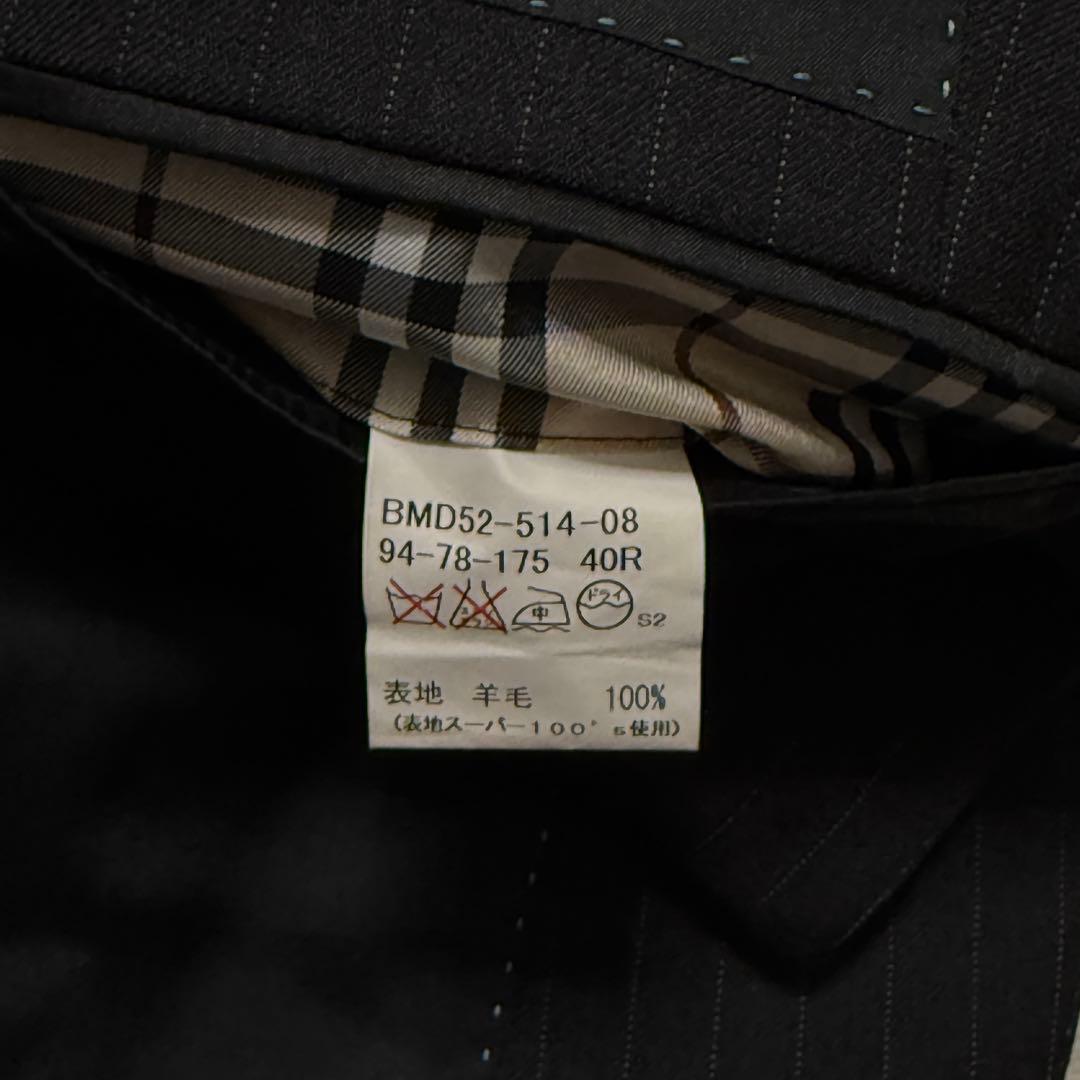 BMD52-514-08
94-78-175 40R
中 ドライ S2
表地 羊毛 100%
(表地スーパー100's使用)